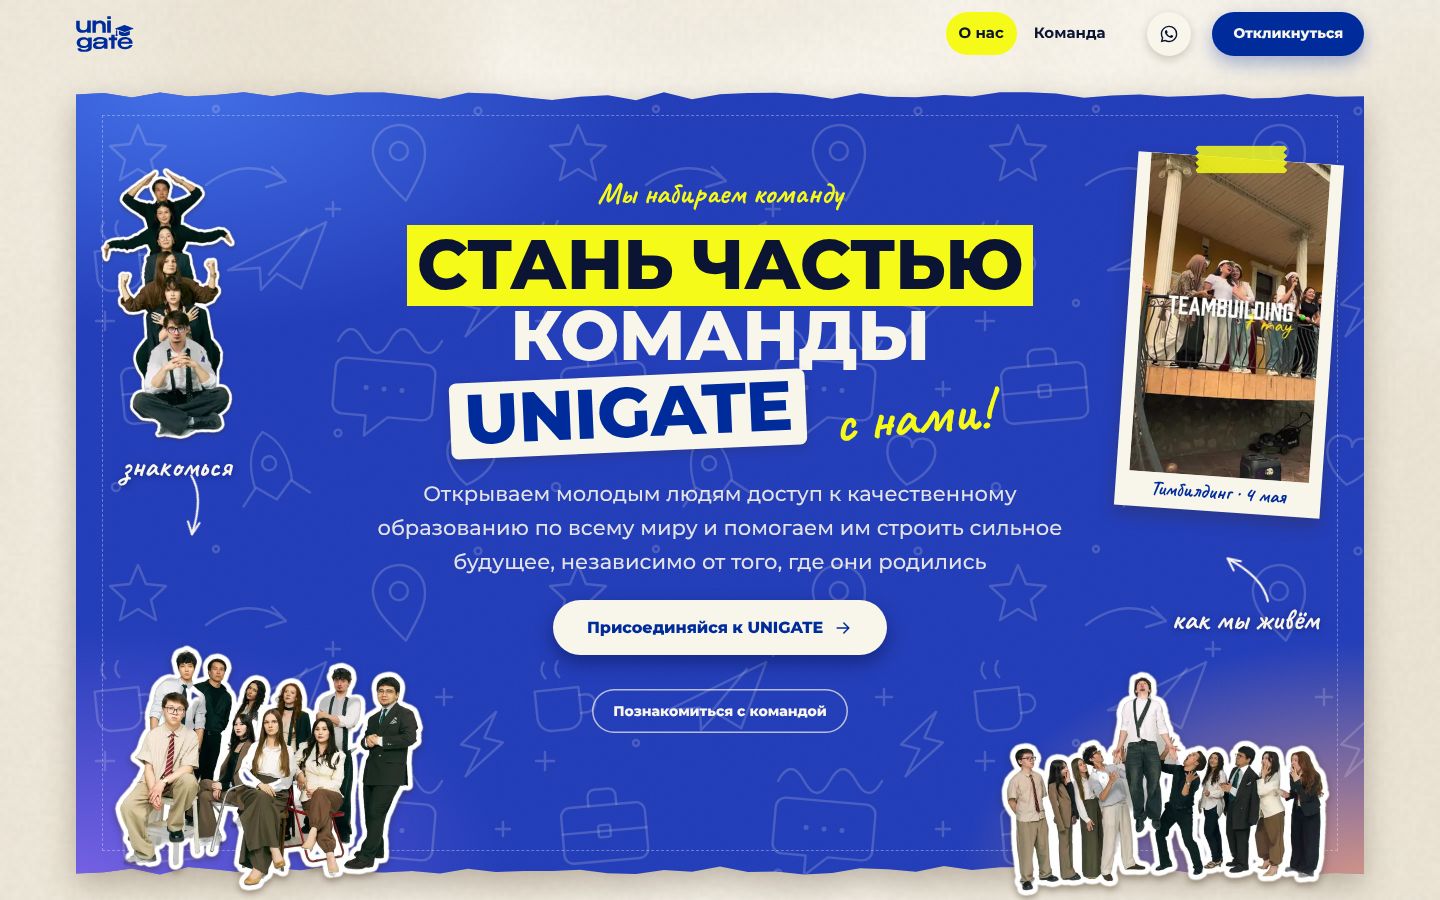 uni
gate
О нас
Команда
Откликнуться
Мы набираем команду
СТАНЬ ЧАСТЬЮ
КОМАНДЫ
UNIGATE
с нами!
знакомься
Открываем молодым людям доступ к качественному
образованию по всему миру и помогаем им строить сильное
будущее, независимо от того, где они родились
TEAMBUILDING
may
Тимбилдинг · 4 мая
как мы живём
Присоединяйся к UNIGATE →
Познакомиться с командой